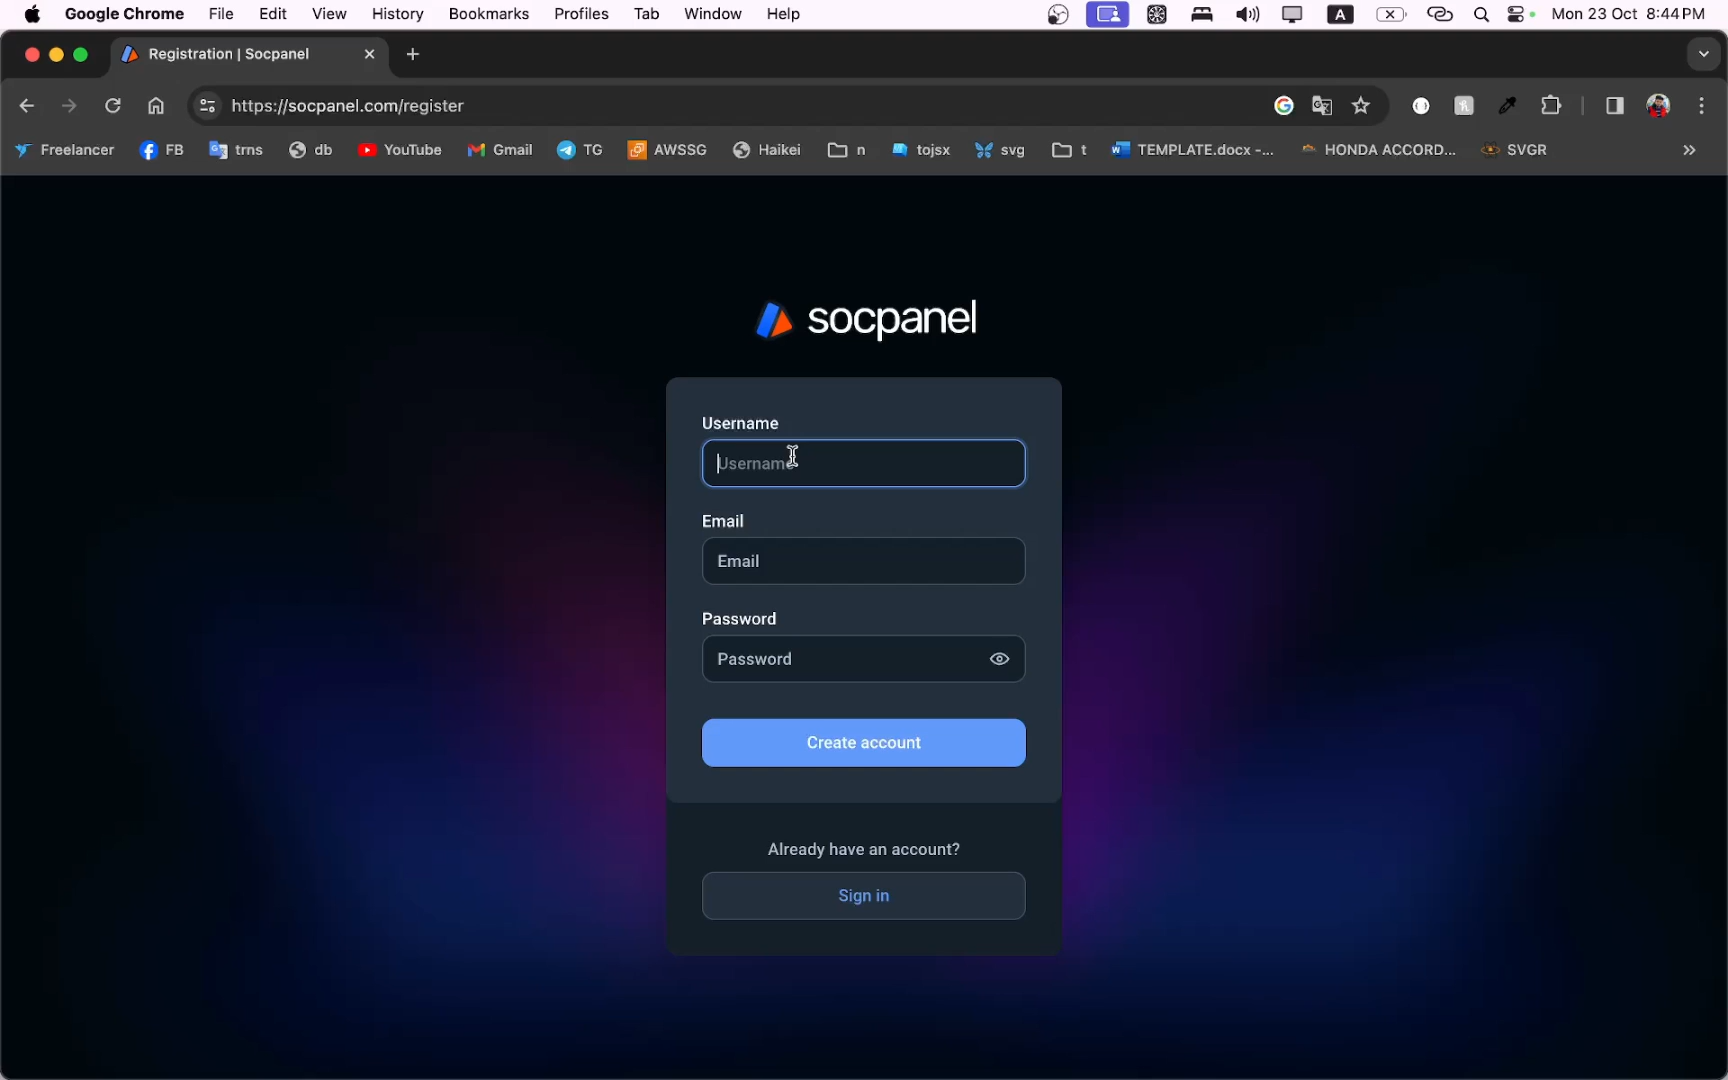 Google Chrome File Edit View History Bookmarks Profiles Tab Window Help A Mon 23 Oct 8:44 PM
Registration | Socpanel
https://socpanel.com/register
Freelancer FB trns db YouTube Gmail TG AWSSG Haikei n tojsx svg t TEMPLATE.docx -... HONDA ACCORD... SVGR
socpanel
Username
Username
Email
Email
Password
Password
Create account
Already have an account?
Sign in